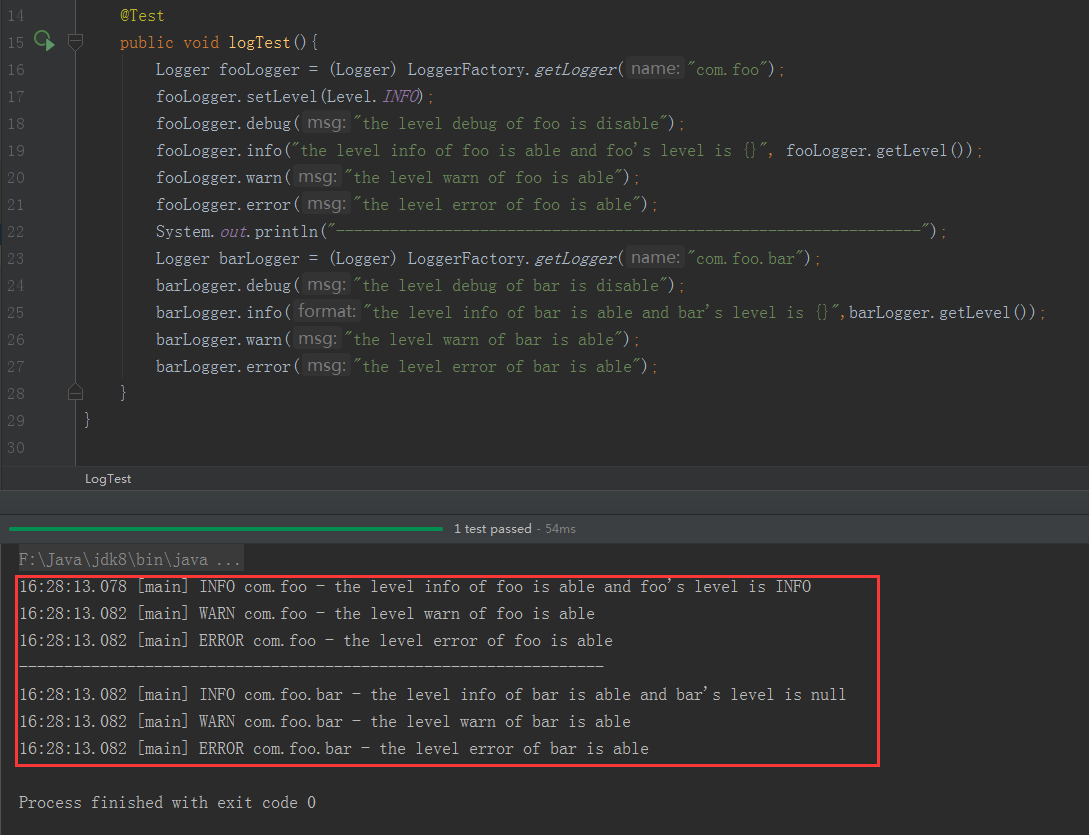 14 @Test
15 public void logTest(){
16 Logger fooLogger = (Logger) LoggerFactory.getLogger( name: "com.foo");
17 fooLogger.setLevel(Level.INFO);
18 fooLogger.debug( msg: "the level debug of foo is disable");
19 fooLogger.info("the level info of foo is able and foo's level is {}", fooLogger.getLevel());
20 fooLogger.warn( msg: "the level warn of foo is able");
21 fooLogger.error( msg: "the level error of foo is able");
22 System.out.println("-----------------------------------------------------------------");
23 Logger barLogger = (Logger) LoggerFactory.getLogger( name: "com.foo.bar");
24 barLogger.debug( msg: "the level debug of bar is disable");
25 barLogger.info( format: "the level info of bar is able and bar's level is {}",barLogger.getLevel());
26 barLogger.warn( msg: "the level warn of bar is able");
27 barLogger.error( msg: "the level error of bar is able");
28 }
29 }
30
LogTest
1 test passed - 54ms
F:\Java\jdk8\bin\java ...
16:28:13.078 [main] INFO com.foo - the level info of foo is able and foo's level is INFO
16:28:13.082 [main] WARN com.foo - the level warn of foo is able
16:28:13.082 [main] ERROR com.foo - the level error of foo is able
-----------------------------------------------------------------
16:28:13.082 [main] INFO com.foo.bar - the level info of bar is able and bar's level is null
16:28:13.082 [main] WARN com.foo.bar - the level warn of bar is able
16:28:13.082 [main] ERROR com.foo.bar - the level error of bar is able
Process finished with exit code 0